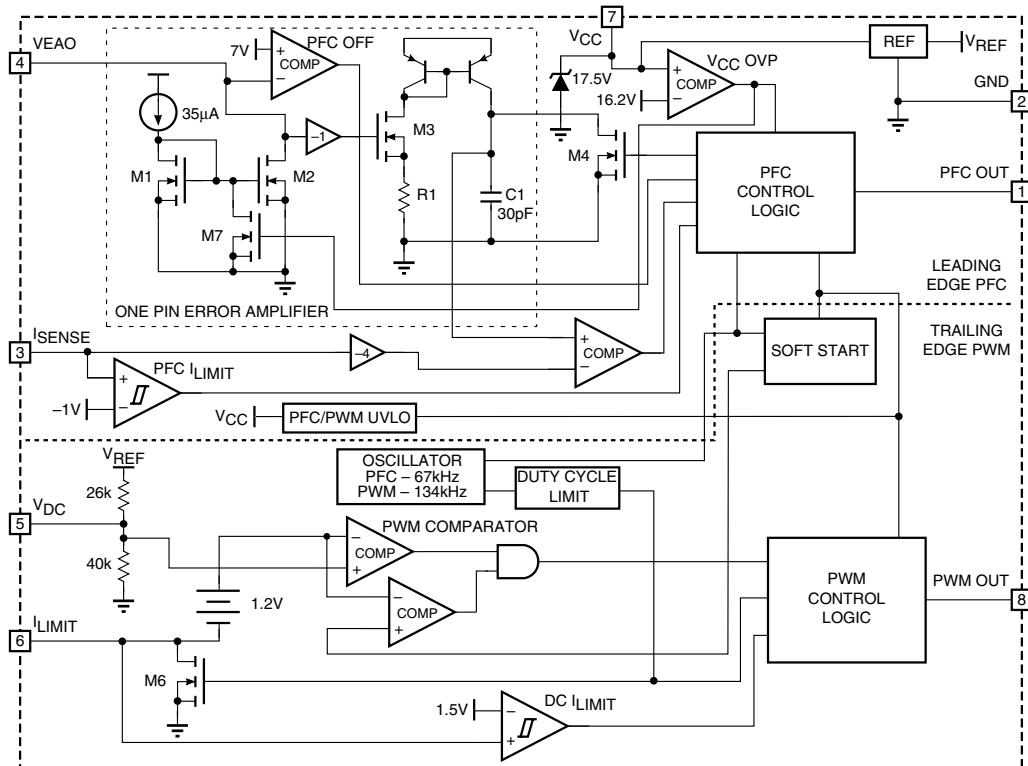 7
VEAO
4
7V
+
COMP
−
PFC OFF
VCC
17.5V
16.2V
+
COMP
−
VCC OVP
REF
VREF
GND
2
35µA
−1
M3
M4
M1
M2
R1
C1
30pF
M7
PFC
CONTROL
LOGIC
PFC OUT
1
ONE PIN ERROR AMPLIFIER
LEADING
EDGE PFC
ISENSE
3
−4
+
COMP
−
SOFT START
TRAILING
EDGE PWM
PFC ILIMIT
+
−
−1V
VCC
PFC/PWM UVLO
VREF
26k
VDC
5
40k
OSCILLATOR
PFC – 67kHz
PWM – 134kHz
DUTY CYCLE
LIMIT
PWM COMPARATOR
−
COMP
+
−
COMP
+
1.2V
PWM
CONTROL
LOGIC
PWM OUT
8
ILIMIT
6
M6
1.5V
−
+
DC ILIMIT